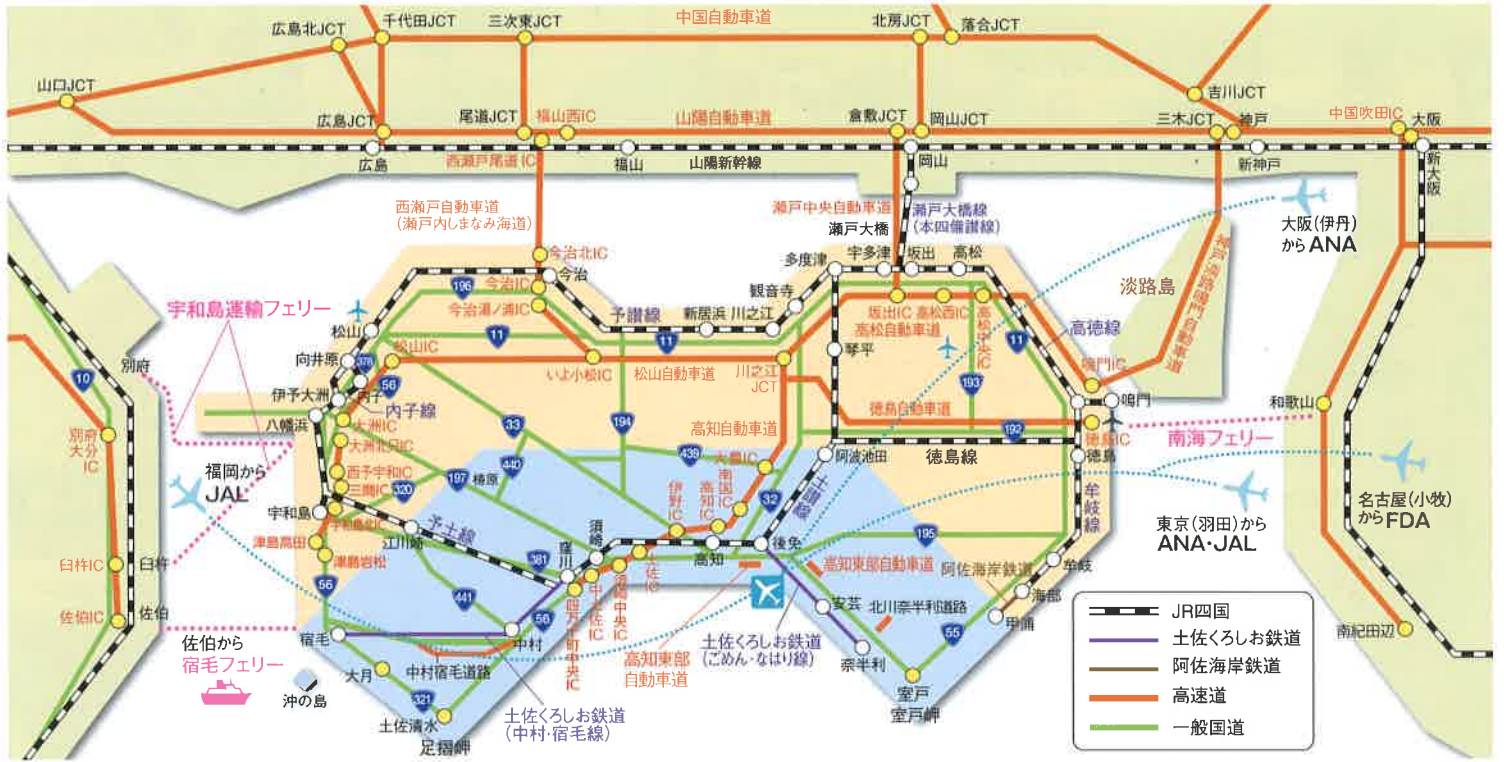 中国自動車道
広島北JCT
千代田JCT
三次東JCT
北房JCT
落合JCT
山口JCT
吉川JCT
広島JCT
尾道JCT
福山西IC
山陽自動車道
倉敷JCT
岡山JCT
三木JCT
神戸
中国吹田IC
大阪
広島
西瀬戸尾道IC
福山
山陽新幹線
岡山
新神戸
新大阪
西瀬戸自動車道
(瀬戸内しまなみ海道)
瀬戸中央自動車道
瀬戸大橋
瀬戸大橋線
(本四備讃線)
大阪(伊丹)
からANA
神戸淡路鳴門自動車道
淡路島
今治北IC
今治
今治IC
今治湯ノ浦IC
196
予讃線
新居浜
川之江
観音寺
多度津
宇多津
坂出
高松
坂出IC
高松西IC
高松中央IC
高松自動車道
高徳線
11
11
11
193
鳴門IC
鳴門
宇和島運輸フェリー
別府
10
松山
松山IC
向井原
378
56
伊予大洲
内子
内子線
八幡浜
大洲IC
大洲北只IC
西予宇和IC
三間IC
320
いよ小松IC
松山自動車道
川之江
JCT
琴平
徳島自動車道
192
徳島IC
徳島
徳島線
阿波池田
南海フェリー
和歌山
別府
大分
IC
福岡から
JAL
33
194
高知自動車道
439
大豊IC
440
197
梼原
南国IC
高知IC
伊野IC
32
土讃線
牟岐線
名古屋(小牧)
からFDA
東京(羽田)から
ANA・JAL
宇和島
宇和島北IC
津島高田
津島岩松
江川崎
予土線
381
窪川
須崎
高知
後免
195
土佐IC
須崎中央IC
中土佐IC
四万十町中央IC
高知東部自動車道
阿佐海岸鉄道
牟岐
海部
甲浦
臼杵IC
臼杵
佐伯IC
佐伯
佐伯から
宿毛フェリー
56
441
56
宿毛
中村
中村宿毛道路
大月
321
土佐清水
足摺岬
沖の島
土佐くろしお鉄道
(中村・宿毛線)
高知東部
自動車道
土佐くろしお鉄道
(ごめん・なはり線)
安芸
北川奈半利道路
奈半利
55
室戸
室戸岬
南紀田辺
JR四国
土佐くろしお鉄道
阿佐海岸鉄道
高速道
一般国道